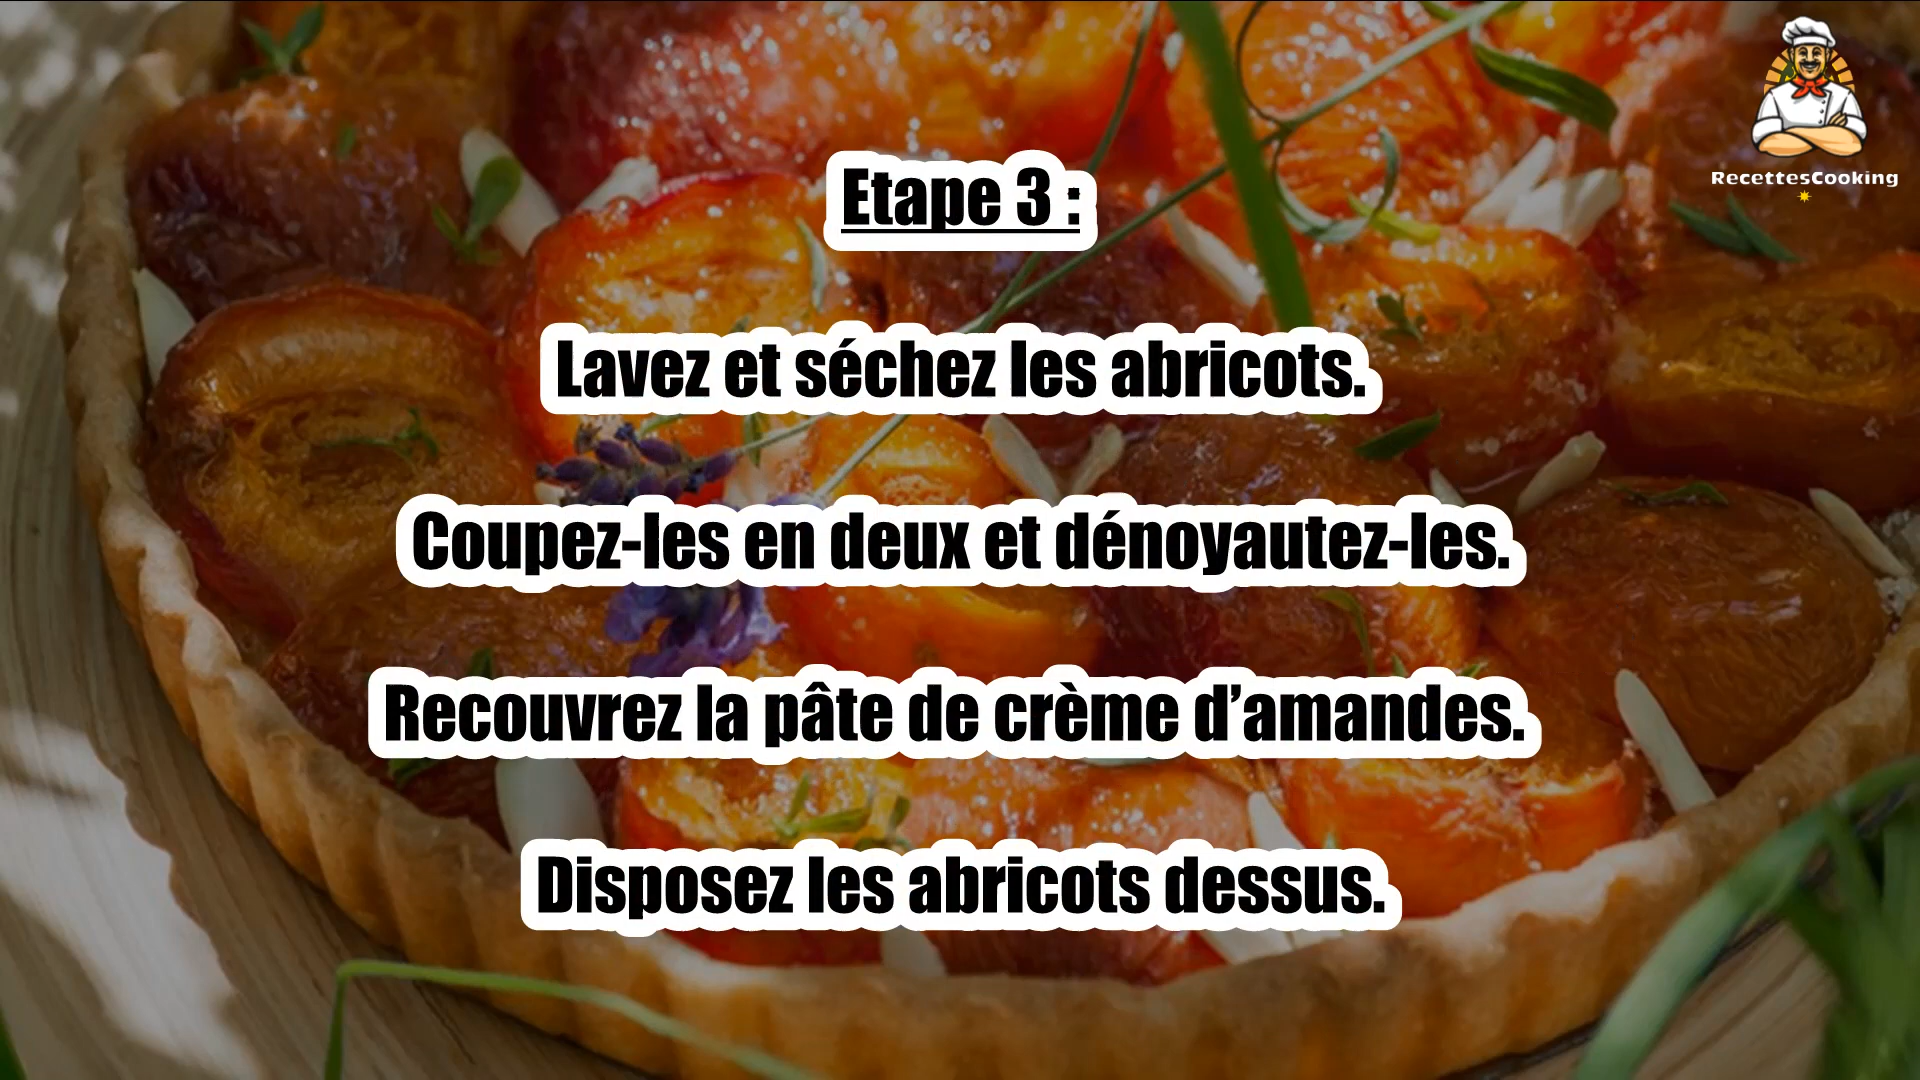 RecettesCooking
Etape 3 :
Lavez et séchez les abricots.
Coupez-les en deux et dénoyautez-les.
Recouvrez la pâte de crème d’amandes.
Disposez les abricots dessus.